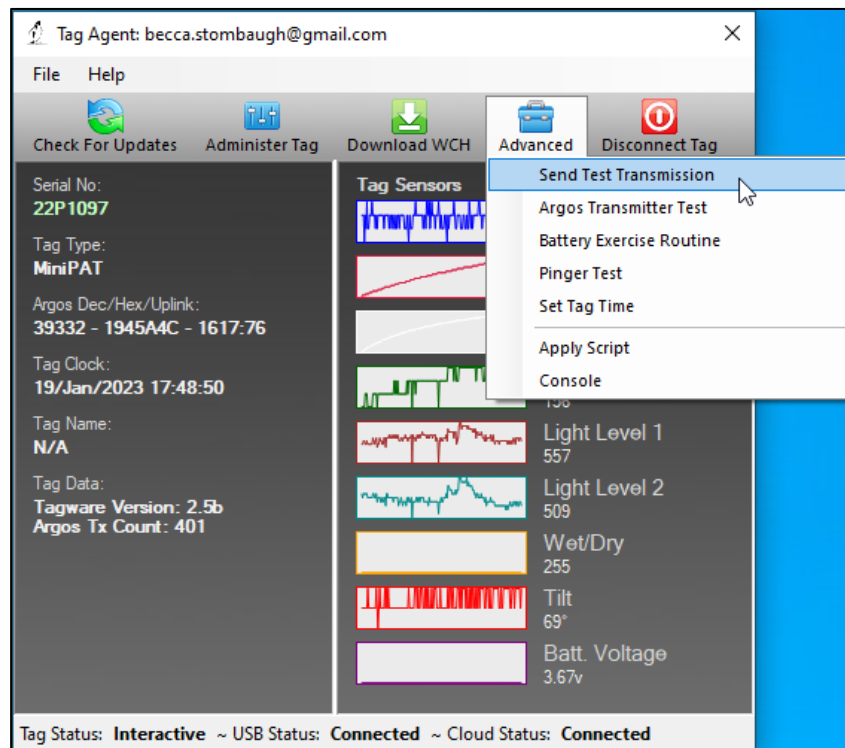 Tag Agent: becca.stombaugh@gmail.com
File Help
Check For Updates Administer Tag Download WCH Advanced Disconnect Tag
Send Test Transmission
Argos Transmitter Test
Battery Exercise Routine
Pinger Test
Set Tag Time
Apply Script
Console
Serial No:
22P1097
Tag Type:
MiniPAT
Argos Dec/Hex/Uplink:
39332 - 1945A4C - 1617:76
Tag Clock:
19/Jan/2023 17:48:50
Tag Name:
N/A
Tag Data:
Tagware Version: 2.5b
Argos Tx Count: 401
Tag Sensors
Light Level 1
557
Light Level 2
509
Wet/Dry
255
Tilt
69°
Batt. Voltage
3.67v
Tag Status: Interactive ~ USB Status: Connected ~ Cloud Status: Connected